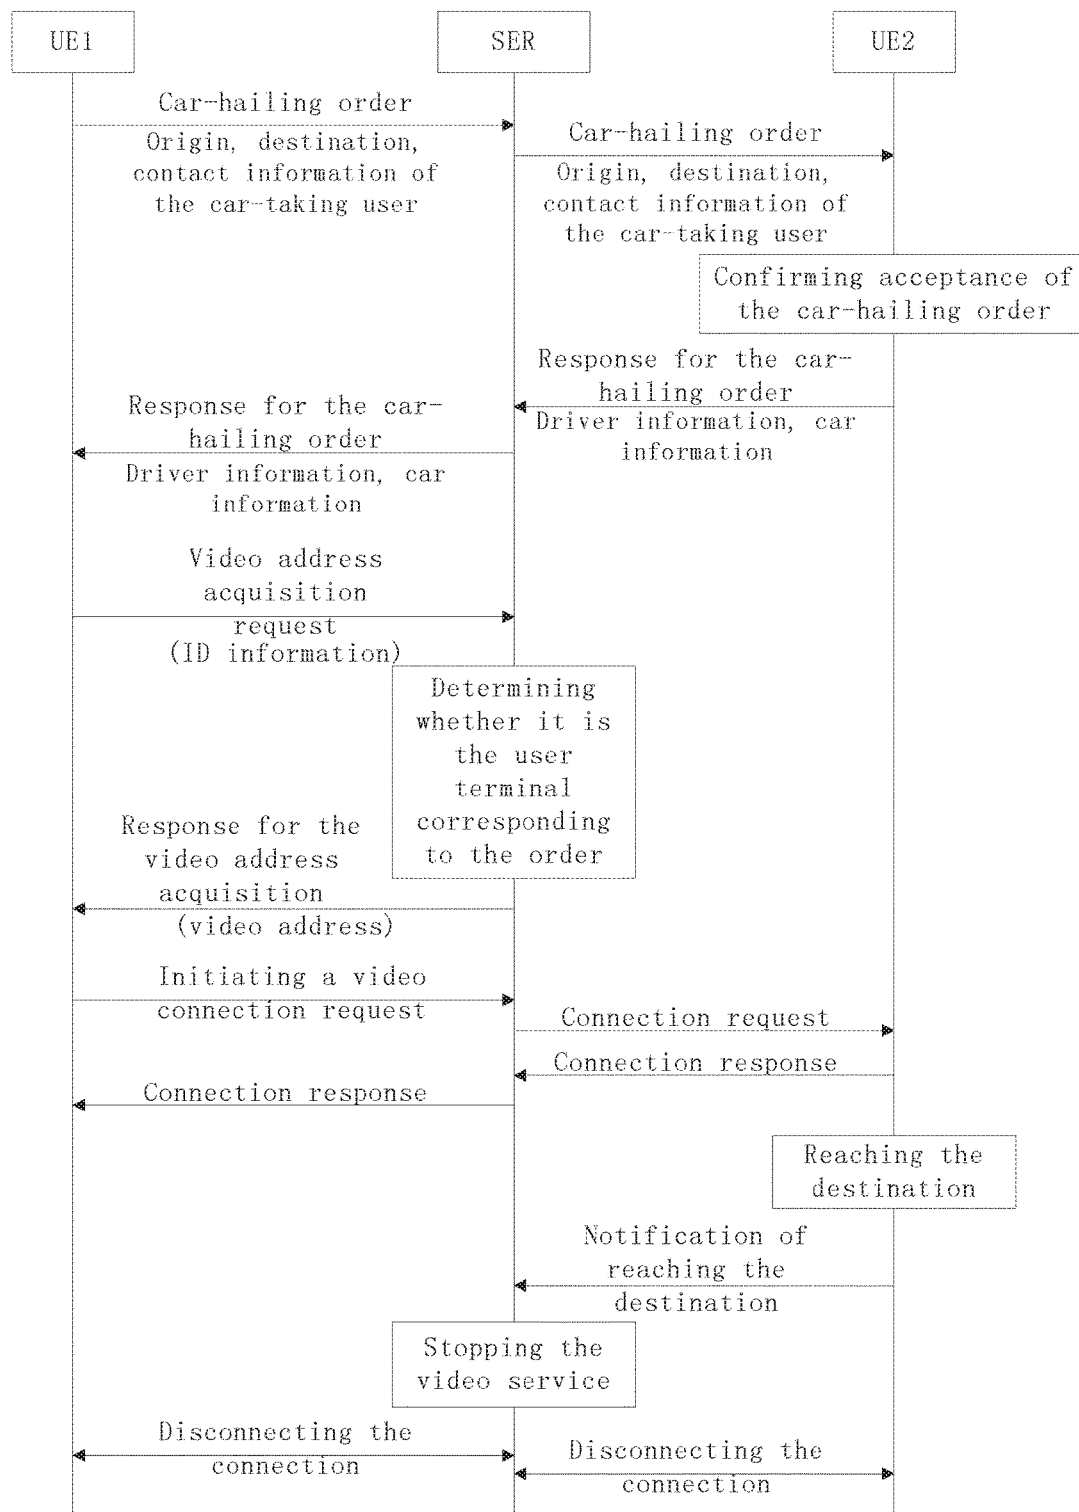 UE1
SER
UE2
Car-hailing order
Origin, destination,
contact information of
the car-taking user
Car-hailing order
Origin, destination,
contact information of
the car-taking user
Confirming acceptance of
the car-hailing order
Response for the car-
hailing order
Driver information, car
information
Response for the car-
hailing order
Driver information, car
information
Video address
acquisition
request
(ID information)
Determining
whether it is
the user
terminal
corresponding
to the order
Response for the
video address
acquisition
(video address)
Initiating a video
connection request
Connection request
Connection response
Connection response
Reaching the
destination
Notification of
reaching the
destination
Stopping the
video service
Disconnecting the
connection
Disconnecting the
connection